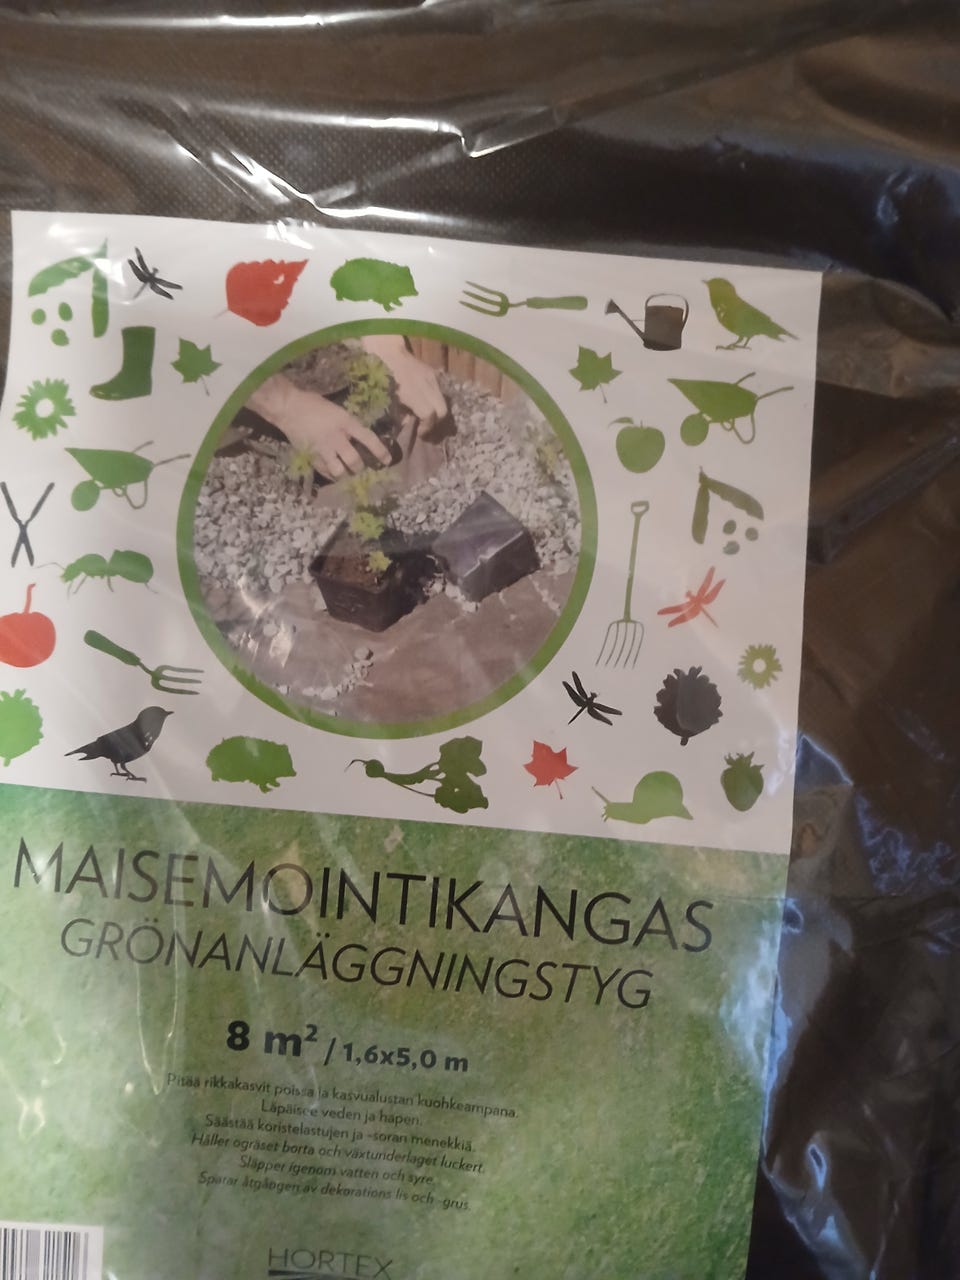 MAISEMOINTIKANGAS
GRÖNANLÄGGNINGSTYG
8 m² / 1,6x5,0 m
Pitää rikkakasvit poissa ja kasvualustan kuohkeampana.
Läpäisee veden ja hapen.
Säästää koristelastujen ja -soran menekkiä.
Håller ogräset borta och växtunderlaget luckert.
Släpper igenom vatten och syre.
Sparar åtgången av dekorations lis och -grus.
HORTEX